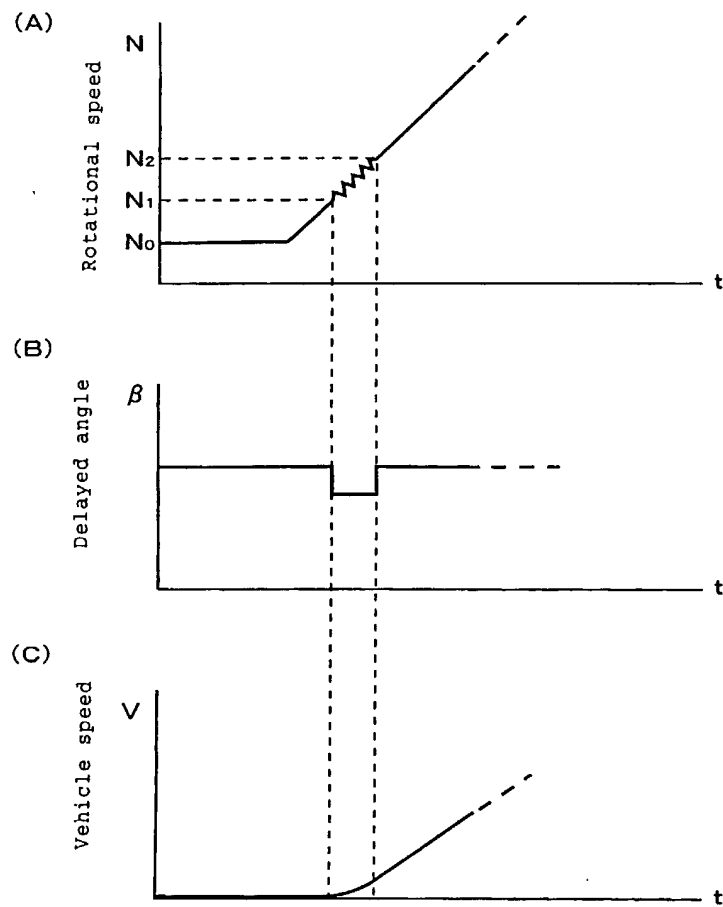 (A)
N
Rotational speed
N₂
N₁
N₀
t
(B)
β
Delayed angle
t
(C)
V
Vehicle speed
t